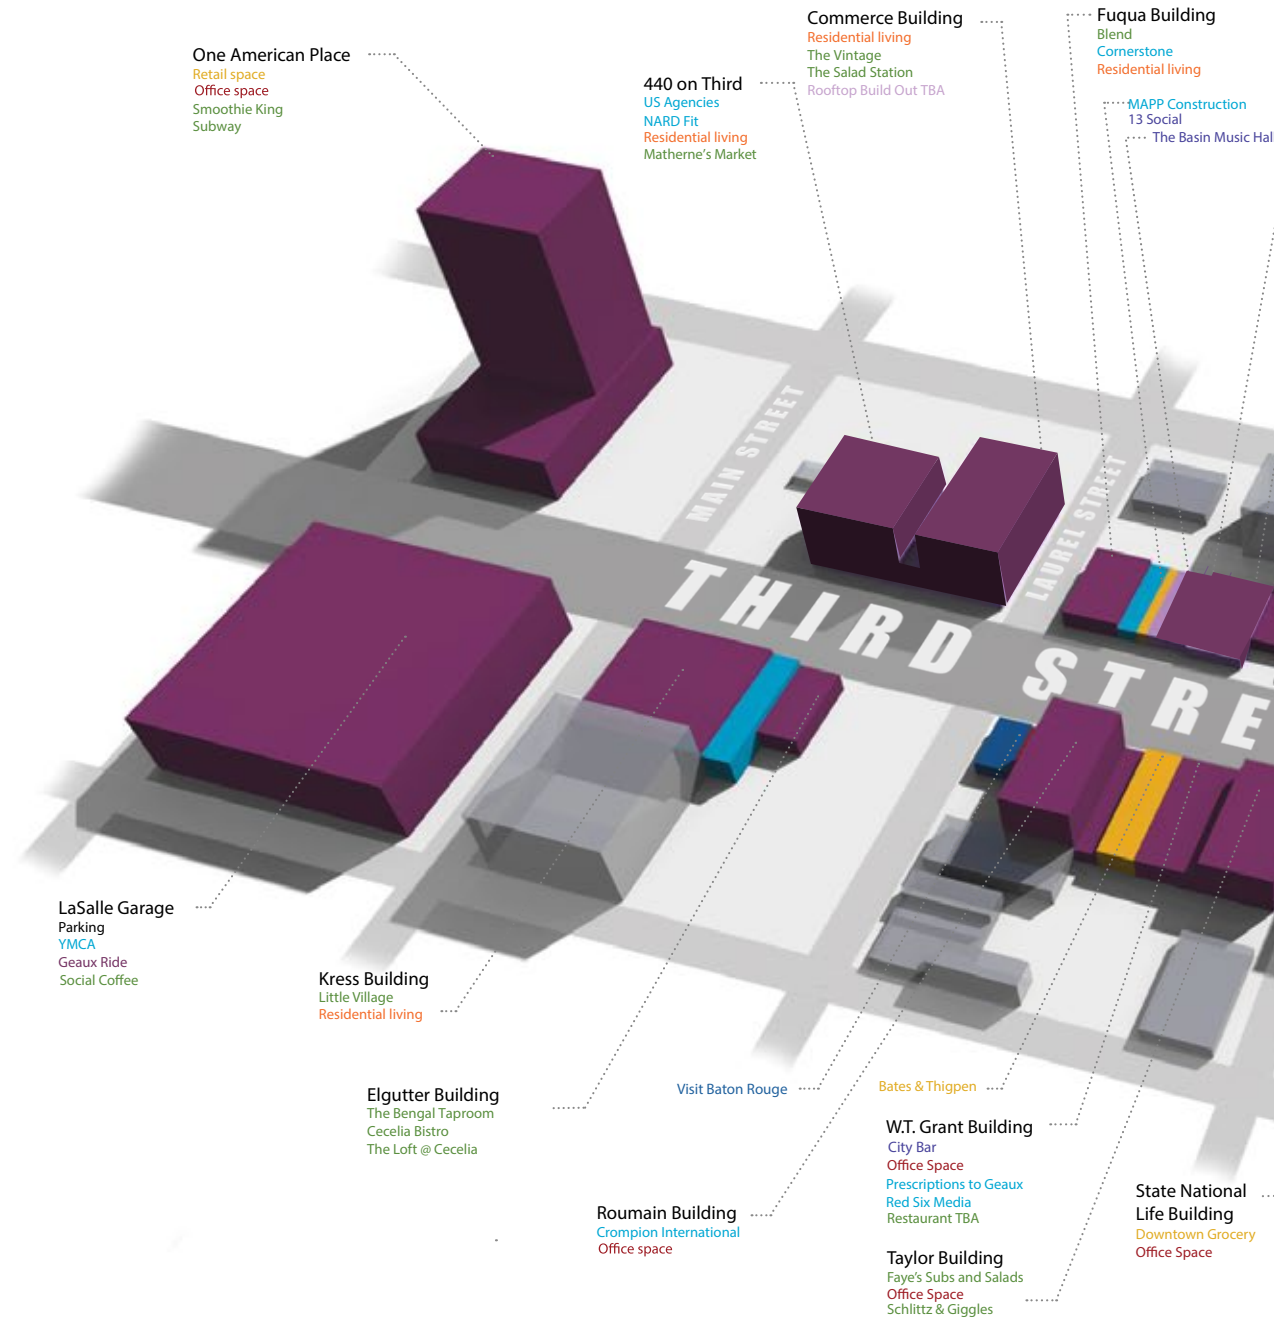 One American Place
Retail space
Office space
Smoothie King
Subway
440 on Third
US Agencies
NARD Fit
Residential living
Matherne's Market
Commerce Building
Residential living
The Vintage
The Salad Station
Rooftop Build Out TBA
Fuqua Building
Blend
Cornerstone
Residential living
MAPP Construction
13 Social
The Basin Music Hal
MAIN STREET
LAUREL STREET
THIRD STRE
LaSalle Garage
Parking
YMCA
Geaux Ride
Social Coffee
Kress Building
Little Village
Residential living
Elgutter Building
The Bengal Taproom
Cecelia Bistro
The Loft @ Cecelia
Visit Baton Rouge
Bates & Thigpen
Roumain Building
Crompion International
Office space
W.T. Grant Building
City Bar
Office Space
Prescriptions to Geaux
Red Six Media
Restaurant TBA
Taylor Building
Faye's Subs and Salads
Office Space
Schlittz & Giggles
State National
Life Building
Downtown Grocery
Office Space